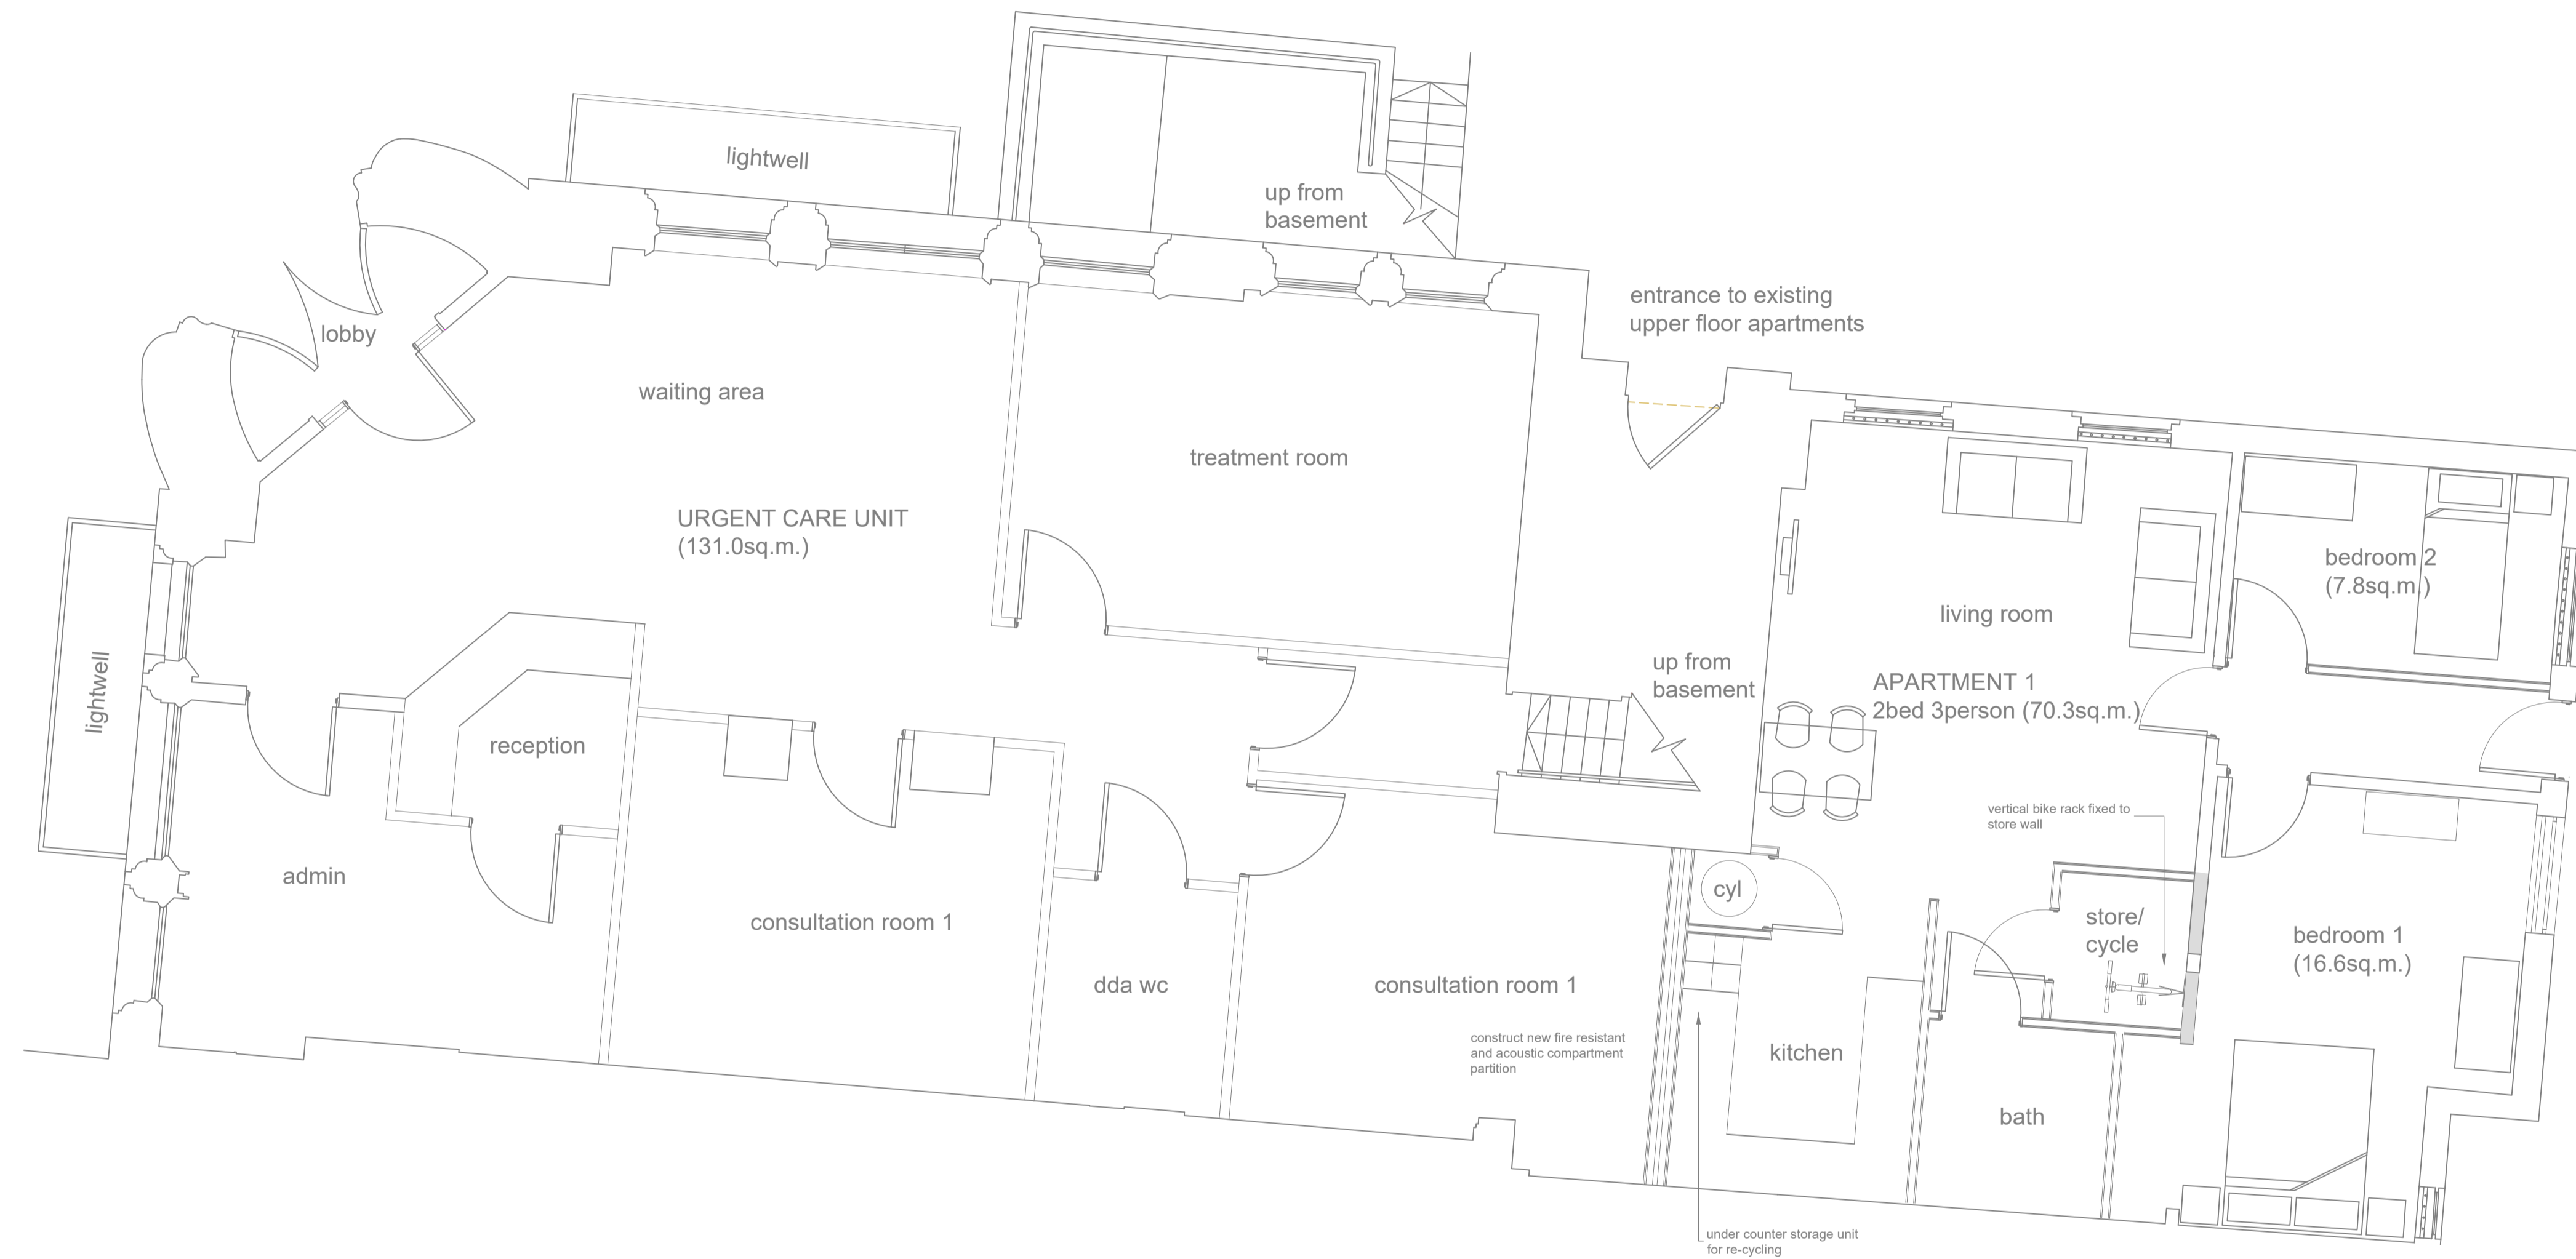 lightwell
up from
basement
entrance to existing
upper floor apartments
lobby
waiting area
treatment room
URGENT CARE UNIT
(131.0sq.m.)
bedroom 2
(7.8sq.m.)
living room
up from
basement
APARTMENT 1
2bed 3person (70.3sq.m.)
lightwell
reception
vertical bike rack fixed to
store wall
admin
cyl
consultation room 1
store/
cycle
bedroom 1
(16.6sq.m.)
dda wc
consultation room 1
construct new fire resistant
and acoustic compartment
partition
kitchen
bath
under counter storage unit
for re-cycling